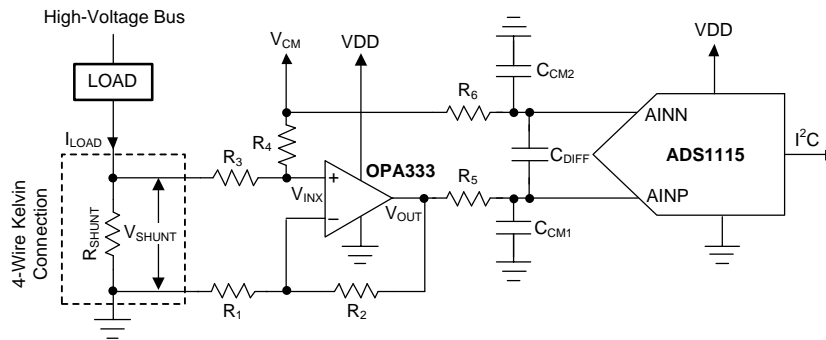 High-Voltage Bus
LOAD
I_LOAD
4-Wire Kelvin
Connection
R_SHUNT
V_SHUNT
R_3
R_1
V_CM
R_4
V_INX
VDD
OPA333
+
–
V_OUT
R_2
R_6
R_5
C_CM2
C_DIFF
C_CM1
VDD
AINN
ADS1115
AINP
I²C